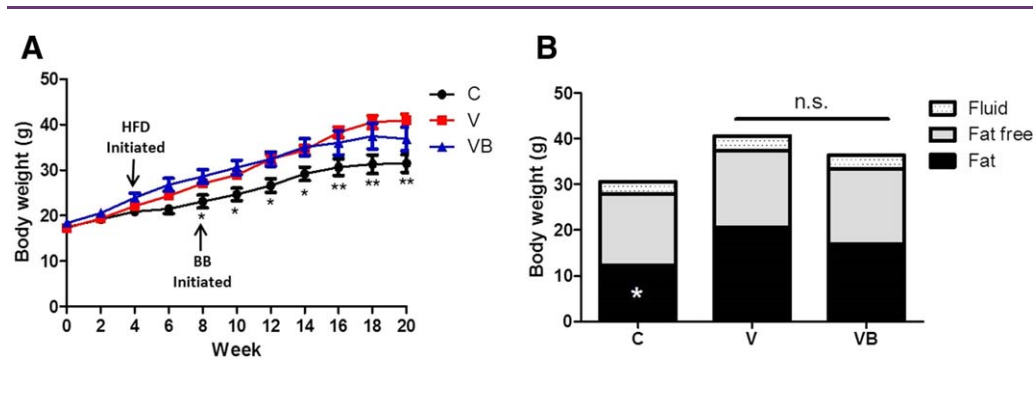 A
Body weight (g)
50
40
30
20
10
0
HFD
Initiated
BB
Initiated
*
*
*
*
**
**
**
0 2 4 6 8 10 12 14 16 18 20
Week
C
V
VB
B
Body weight (g)
50
40
30
20
10
0
n.s.
*
C V VB
Fluid
Fat free
Fat